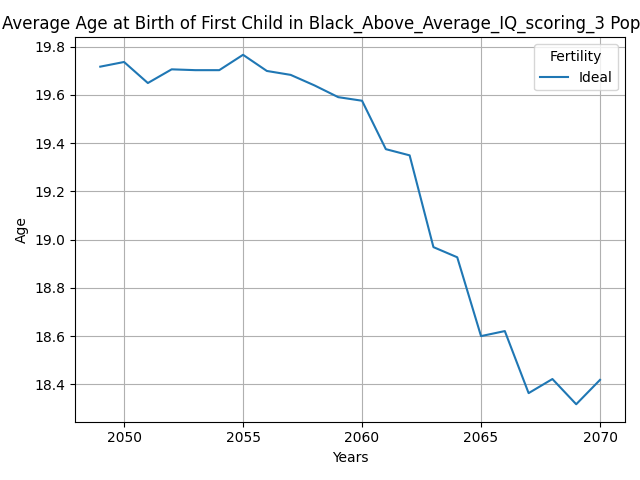 Average Age at Birth of First Child in Black_Above_Average_IQ_scoring_3 Pop
Fertility
Ideal
19.8
19.6
19.4
19.2
19.0
18.8
18.6
18.4
Age
2050 2055 2060 2065 2070
Years